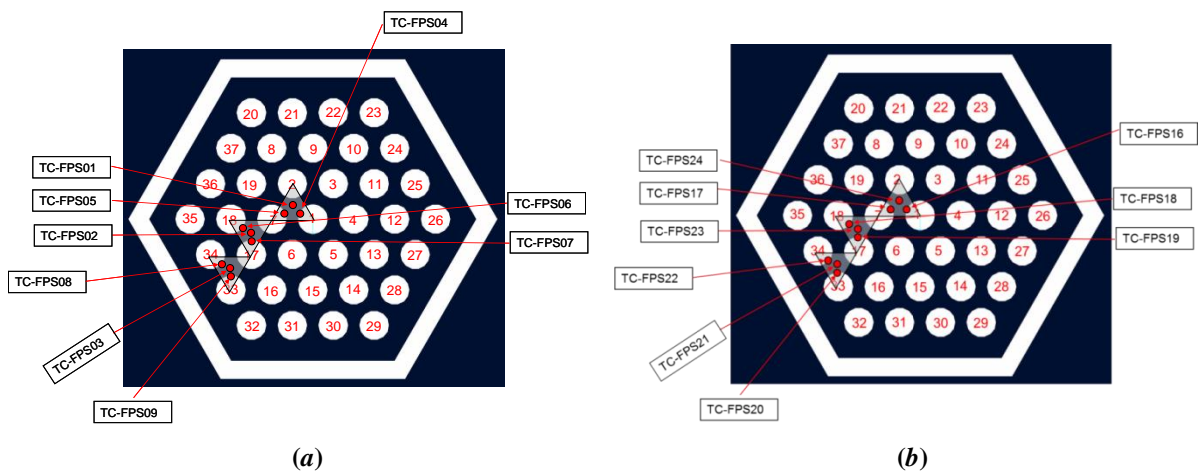 TC-FPS04
20 21 22 23
37 8 9 10 24
TC-FPS01
36 19 2 3 11 25
TC-FPS05
TC-FPS06
35 18 4 12 26
TC-FPS02
TC-FPS07
34 7 6 5 13 27
TC-FPS08
33 16 15 14 28
32 31 30 29
TC-FPS03
TC-FPS09
(a)
20 21 22 23
37 8 9 10 24
TC-FPS16
TC-FPS24
36 19 2 3 11 25
TC-FPS17
TC-FPS18
35 18 4 12 26
TC-FPS23
TC-FPS19
34 7 6 5 13 27
TC-FPS22
33 16 15 14 28
32 31 30 29
TC-FPS21
TC-FPS20
(b)